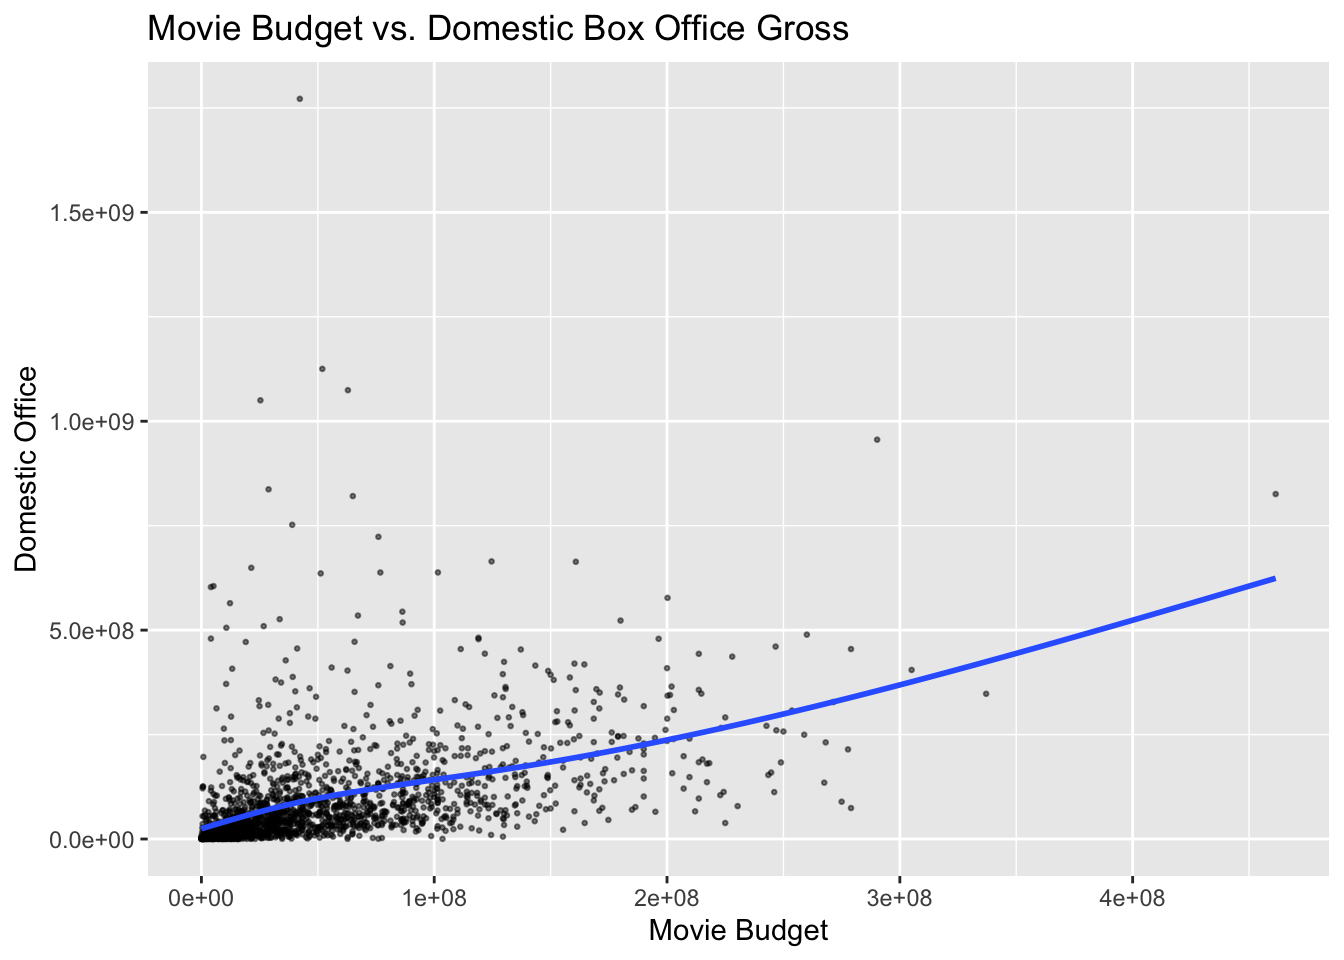 Movie Budget vs. Domestic Box Office Gross
Domestic Office
1.5e+09
1.0e+09
5.0e+08
0.0e+00
0e+00 1e+08 2e+08 3e+08 4e+08
Movie Budget